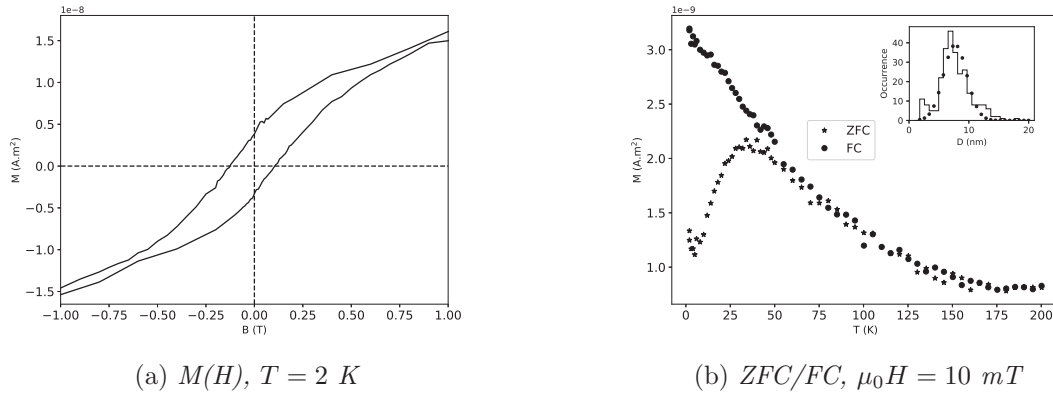 1e−8
1.5
1.0
0.5
0.0
−0.5
−1.0
−1.5
M (A.m²)
−1.00 −0.75 −0.50 −0.25 0.00 0.25 0.50 0.75 1.00
B (T)
(a) M(H), T = 2 K
1e−9
3.0
2.5
2.0
1.5
1.0
M (A.m²)
0 25 50 75 100 125 150 175 200
T (K)
ZFC
FC
40
30
20
10
0
Occurrence
0 10 20
D (nm)
(b) ZFC/FC, μ₀H = 10 mT